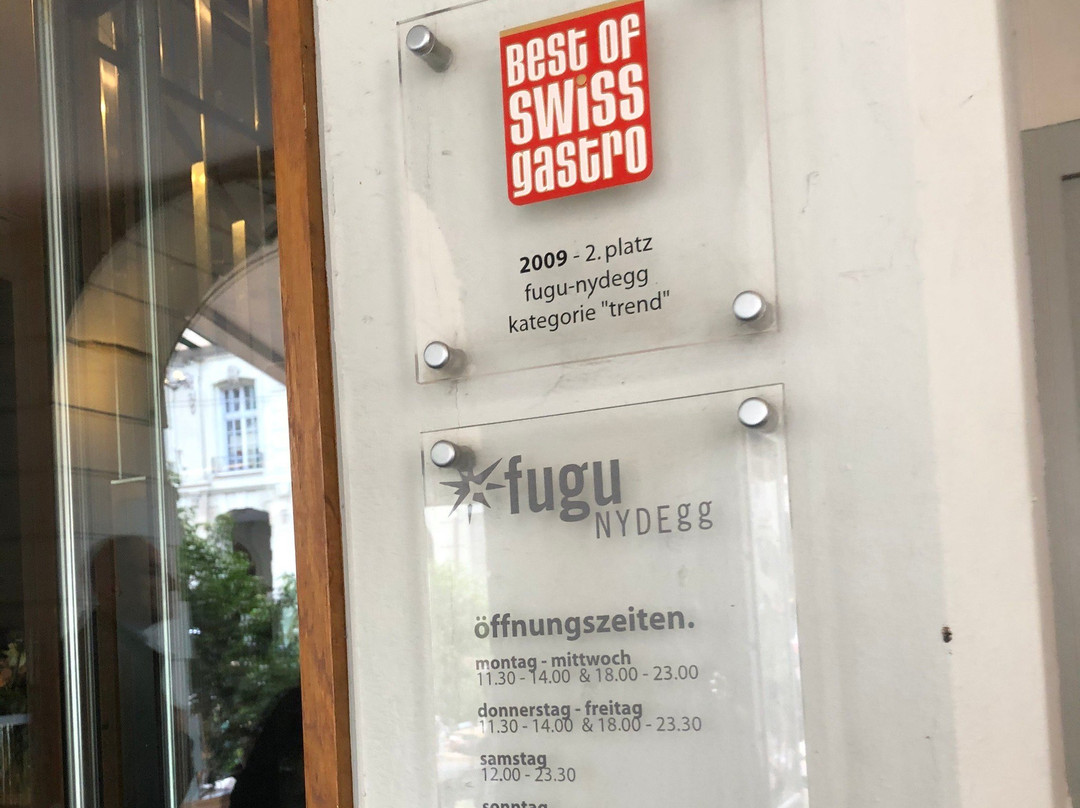 BEST OF
SWISS
gastro
2009 - 2. platz
fugu-nydegg
kategorie "trend"
fugu
NYDEGG
öffnungszeiten.
montag - mittwoch
11.30 - 14.00 & 18.00 - 23.00
donnerstag - freitag
11.30 - 14.00 & 18.00 - 23.30
samstag
12.00 - 23.30
sonntag